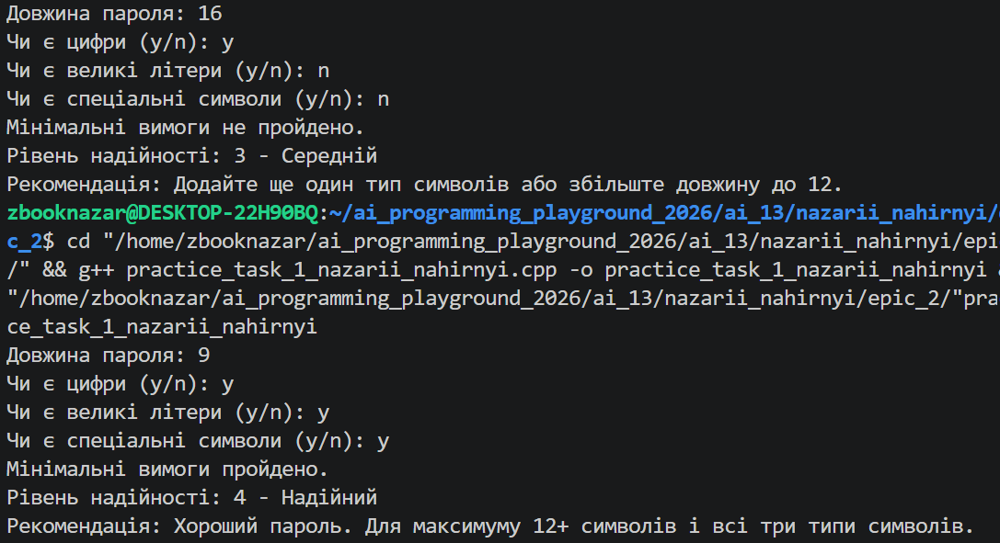 Довжина пароля: 16
Чи є цифри (y/n): y
Чи є великі літери (y/n): n
Чи є спеціальні символи (y/n): n
Мінімальні вимоги не пройдено.
Рівень надійності: 3 - Середній
Рекомендація: Додайте ще один тип символів або збільште довжину до 12.
zbooknazar@DESKTOP-22H90BQ:~/ai_programming_playground_2026/ai_13/nazarii_nahirnyi/
c_2$ cd "/home/zbooknazar/ai_programming_playground_2026/ai_13/nazarii_nahirnyi/epi
/" && g++ practice_task_1_nazarii_nahirnyi.cpp -o practice_task_1_nazarii_nahirnyi
"/home/zbooknazar/ai_programming_playground_2026/ai_13/nazarii_nahirnyi/epic_2/"pra
ce_task_1_nazarii_nahirnyi
Довжина пароля: 9
Чи є цифри (y/n): y
Чи є великі літери (y/n): y
Чи є спеціальні символи (y/n): y
Мінімальні вимоги пройдено.
Рівень надійності: 4 - Надійний
Рекомендація: Хороший пароль. Для максимуму 12+ символів і всі три типи символів.